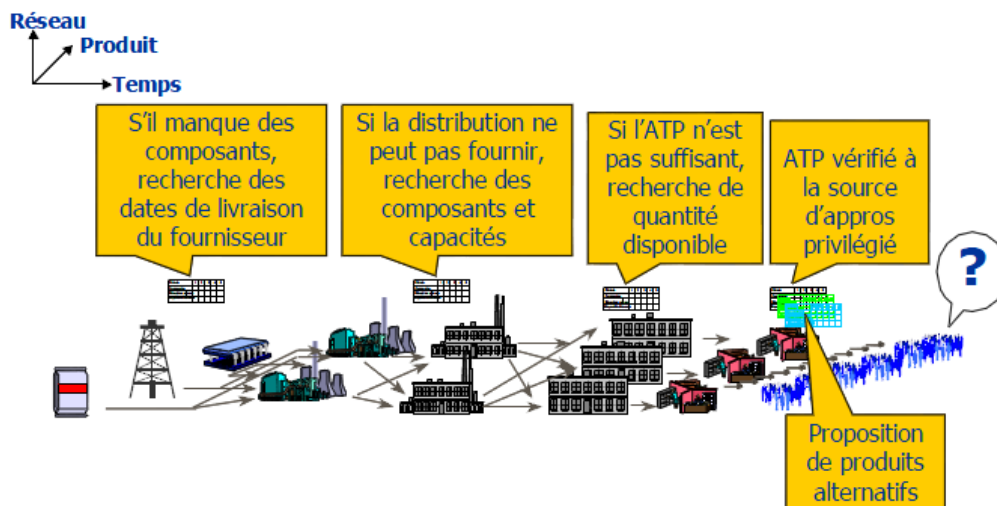 Réseau
Produit
Temps
S'il manque des
composants,
recherche des
dates de livraison
du fournisseur
Si la distribution ne
peut pas fournir,
recherche des
composants et
capacités
Si l'ATP n'est
pas suffisant,
recherche de
quantité
disponible
ATP vérifié à
la source
d'appros
privilégié
?
Proposition
de produits
alternatifs